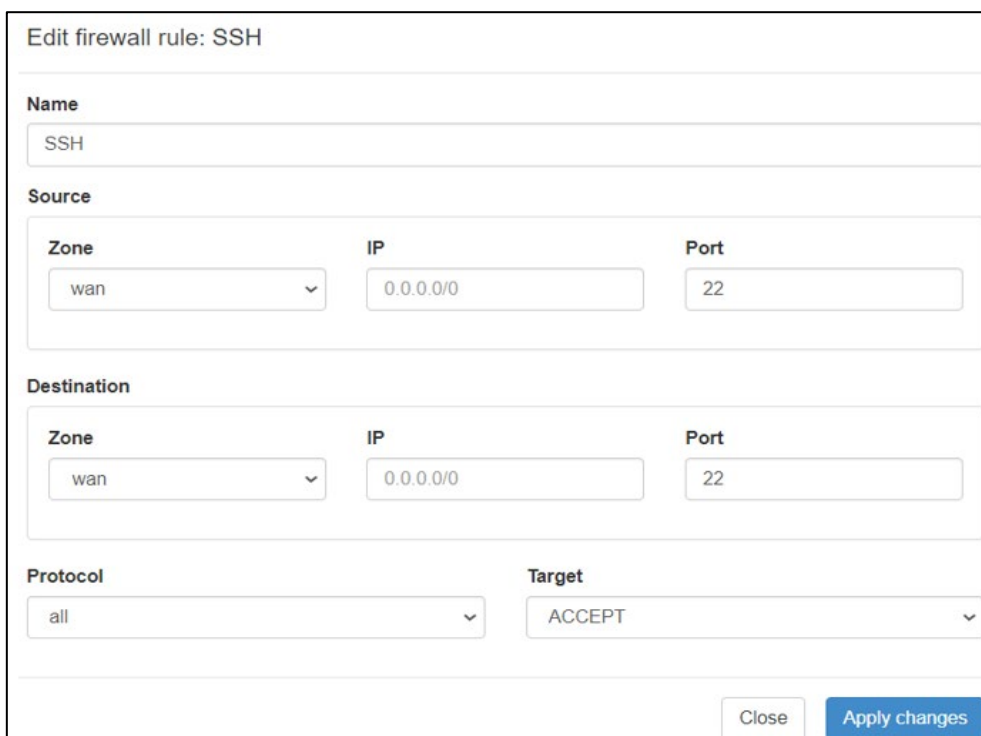 Edit firewall rule: SSH
Name
SSH
Source
Zone IP Port
wan 0.0.0.0/0 22
Destination
Zone IP Port
wan 0.0.0.0/0 22
Protocol Target
all ACCEPT
Close Apply changes